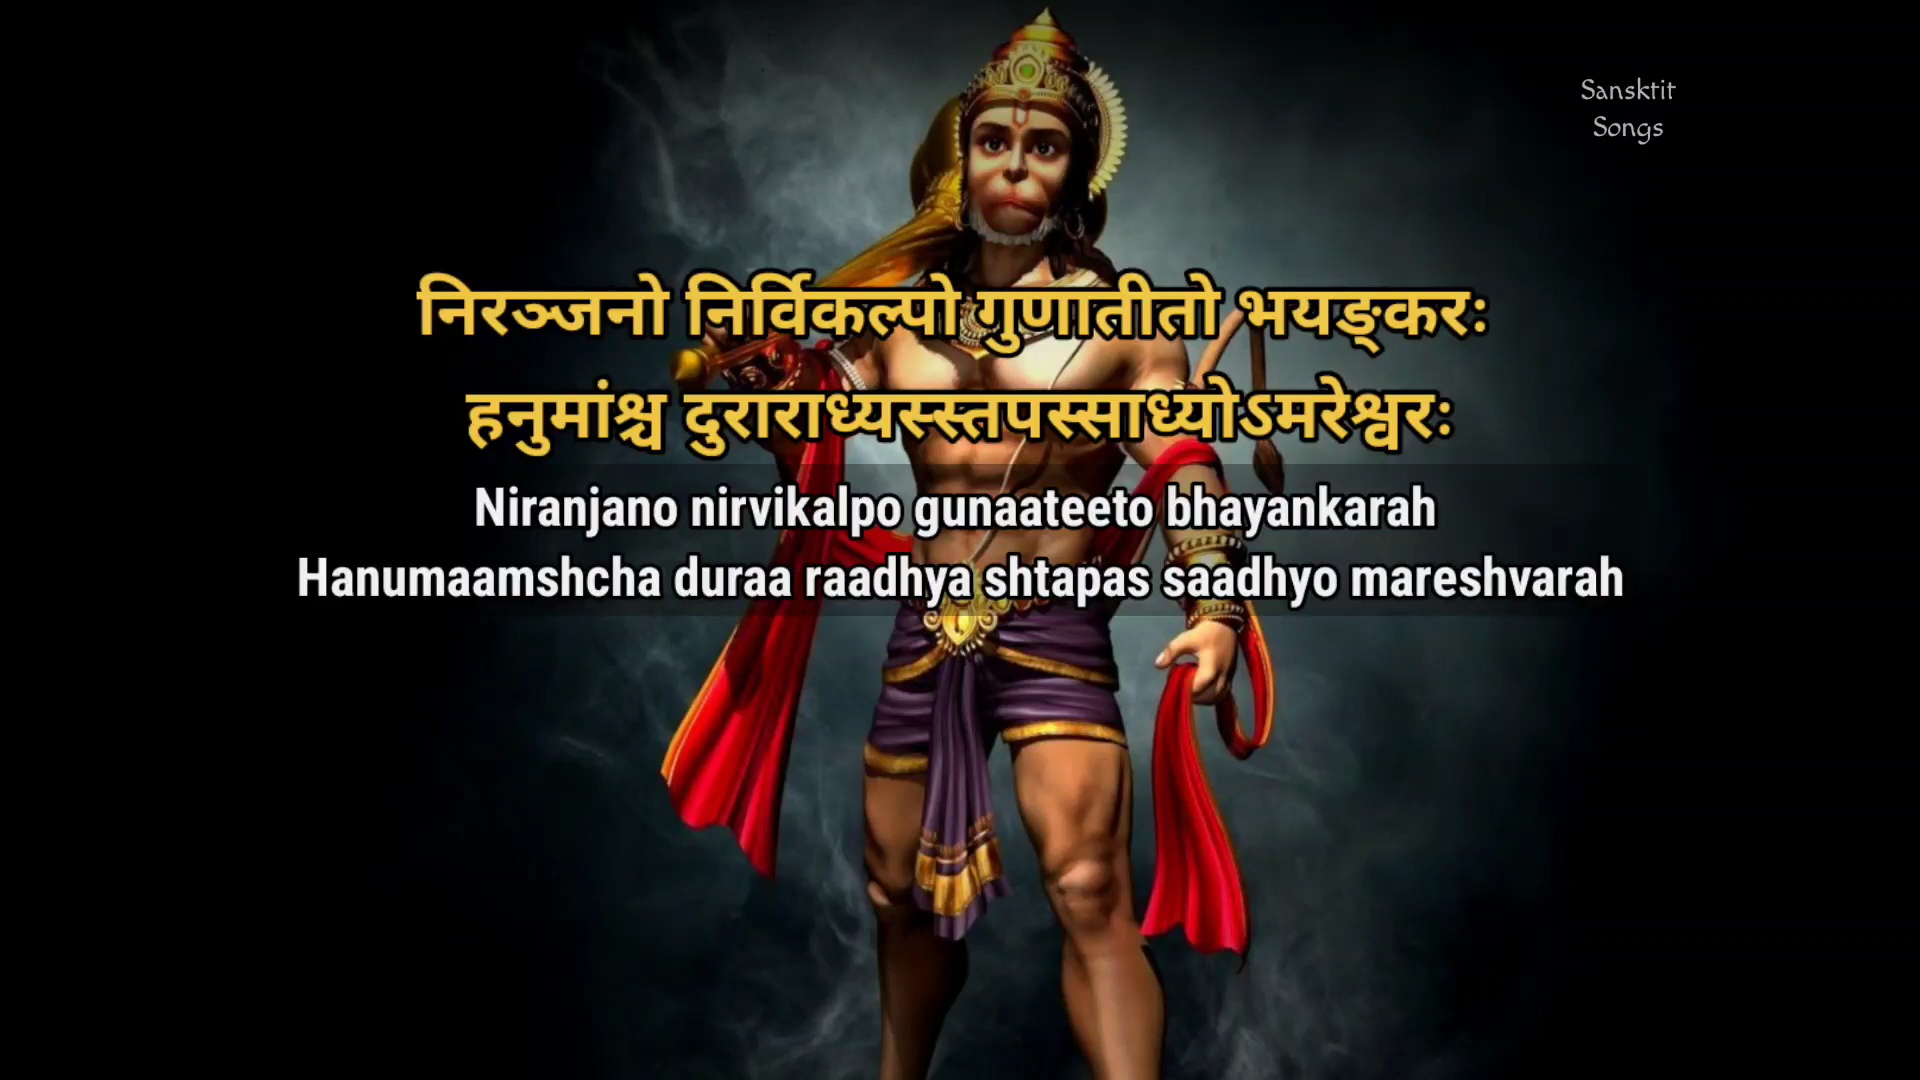 Sansktit
Songs
निरञ्जनो निर्विकल्पो गुणातीतो भयङ्करः
हनुमांश्च दुराराध्यस्स्तपस्साध्योऽमरेश्वरः
Niranjano nirvikalpo gunaateeto bhayankarah
Hanumaamshcha duraa raadhya shtapas saadhyo mareshvarah